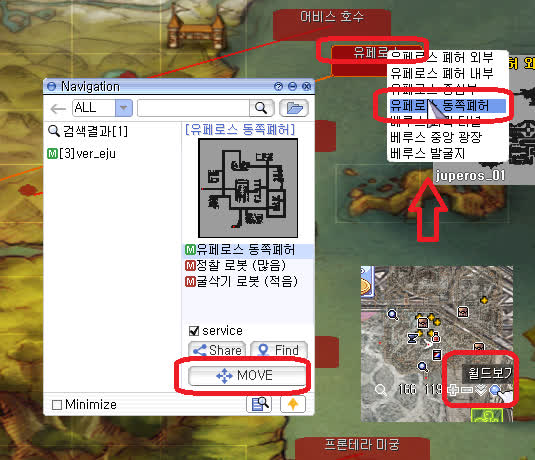 어비스 호수
유페로스
유페로스 폐허 외부
유페로스 폐허 내부
유페로스 중심부
유페로스 동쪽폐허
베루스 중앙 광장
베루스 발굴지
juperos_01
Navigation
ALL
검색결과[1]
[3]ver_eju
[유페로스 동쪽폐허]
M 유페로스 동쪽폐허
M 정찰 로봇 (많음)
M 굴삭기 로봇 (적음)
service
Share
Find
MOVE
Minimize
월드보기
166 119
프론테라 미궁